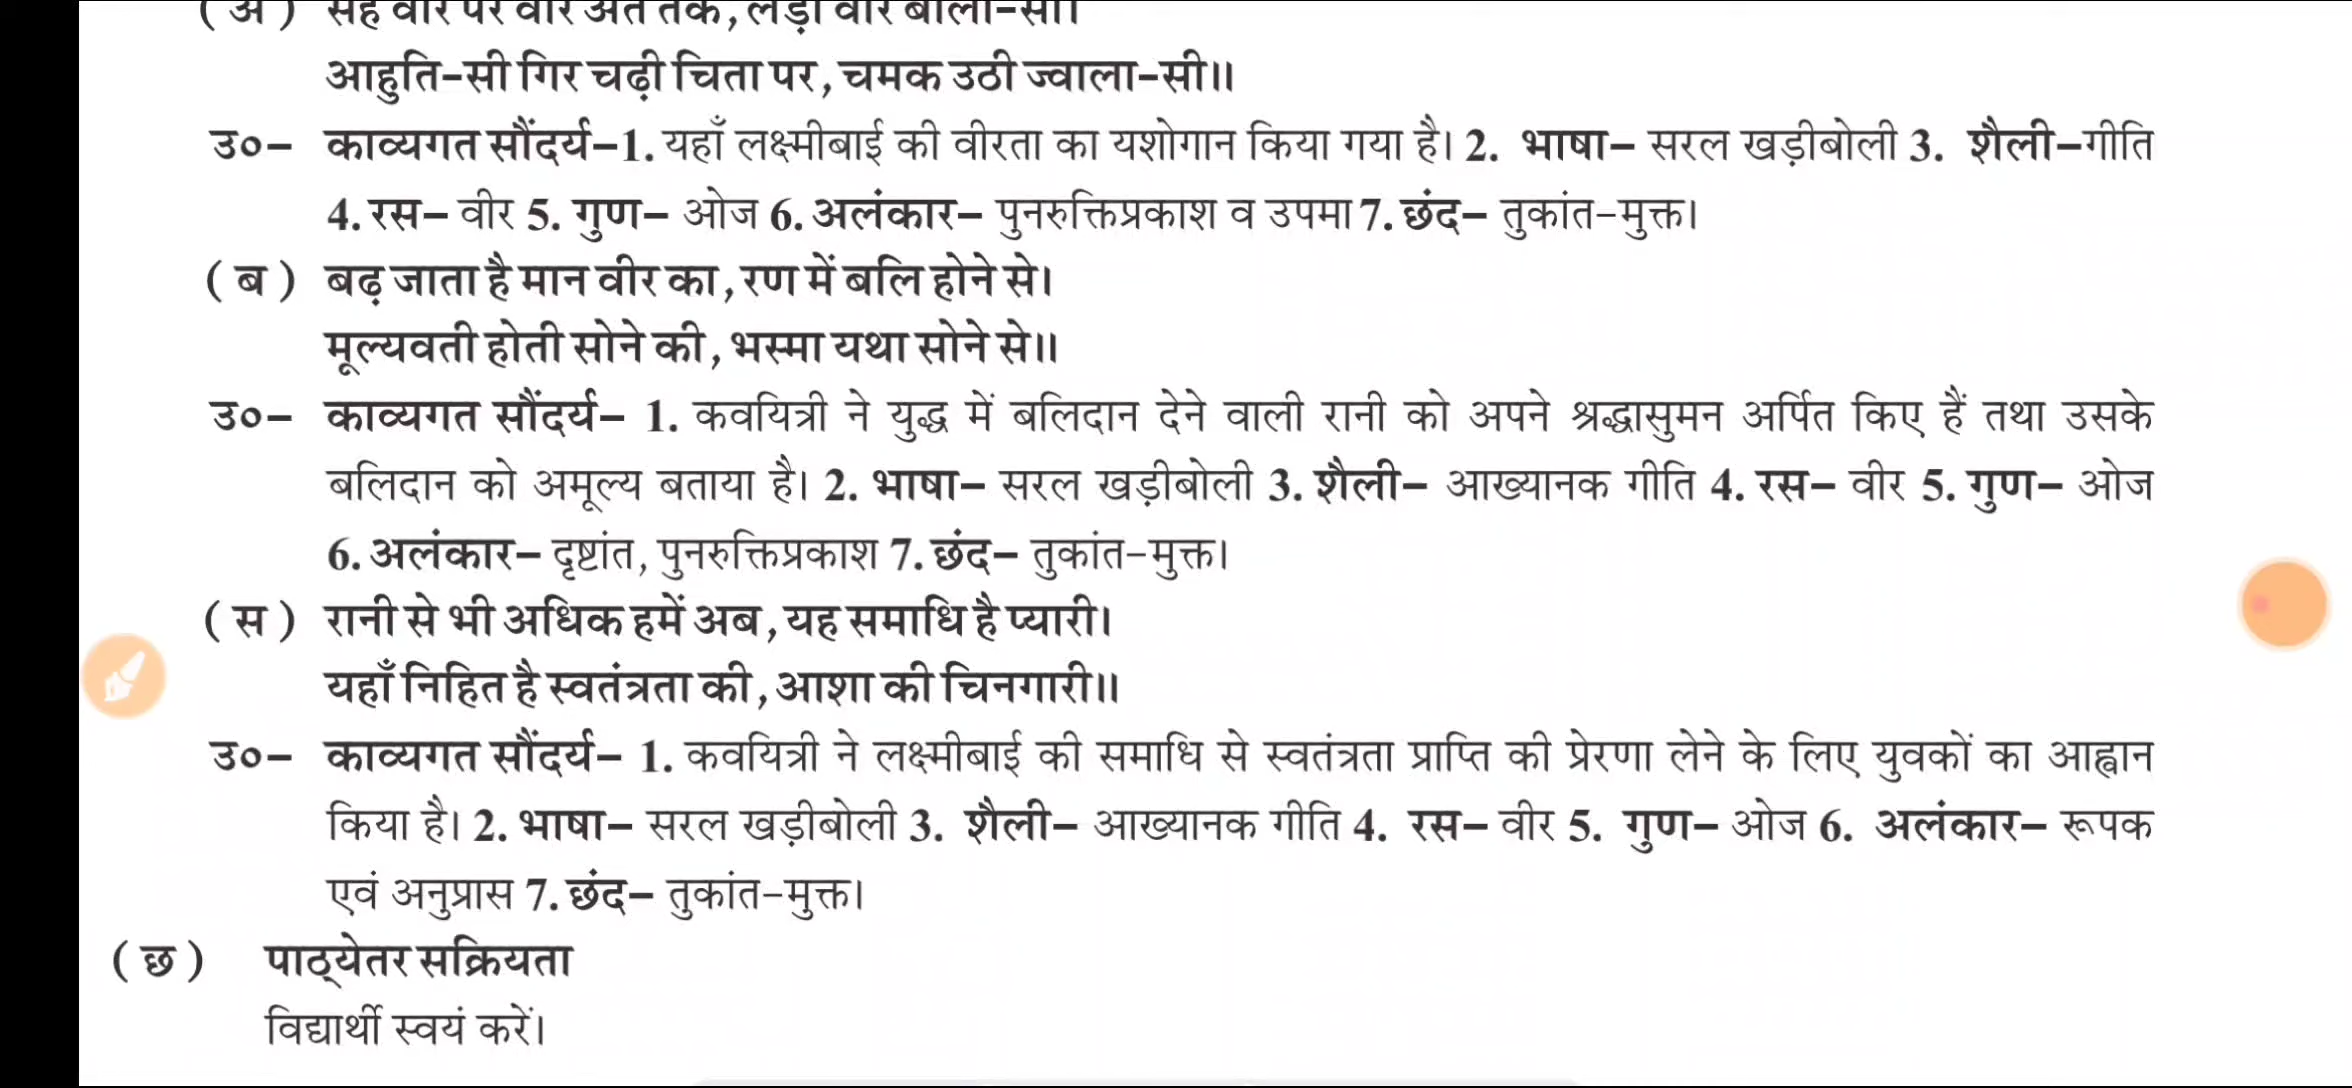 ( अ ) सह वार पर वार अंत तक, लड़ी वीर बाला-सी।
आहुति-सी गिर चढ़ी चिता पर, चमक उठी ज्वाला-सी॥
उ०- काव्यगत सौंदर्य-1. यहाँ लक्ष्मीबाई की वीरता का यशोगान किया गया है। 2. भाषा- सरल खड़ीबोली 3. शैली-गीति
4. रस- वीर 5. गुण- ओज 6. अलंकार- पुनरुक्तिप्रकाश व उपमा 7. छंद- तुकांत-मुक्त।
( ब ) बढ़ जाता है मान वीर का, रण में बलि होने से।
मूल्यवती होती सोने की, भस्मा यथा सोने से॥
उ०- काव्यगत सौंदर्य- 1. कवयित्री ने युद्ध में बलिदान देने वाली रानी को अपने श्रद्धासुमन अर्पित किए हैं तथा उसके
बलिदान को अमूल्य बताया है। 2. भाषा- सरल खड़ीबोली 3. शैली- आख्यानक गीति 4. रस- वीर 5. गुण- ओज
6. अलंकार- दृष्टांत, पुनरुक्तिप्रकाश 7. छंद- तुकांत-मुक्त।
( स ) रानी से भी अधिक हमें अब, यह समाधि है प्यारी।
यहाँ निहित है स्वतंत्रता की, आशा की चिनगारी॥
उ०- काव्यगत सौंदर्य- 1. कवयित्री ने लक्ष्मीबाई की समाधि से स्वतंत्रता प्राप्ति की प्रेरणा लेने के लिए युवकों का आह्वान
किया है। 2. भाषा- सरल खड़ीबोली 3. शैली- आख्यानक गीति 4. रस- वीर 5. गुण- ओज 6. अलंकार- रूपक
एवं अनुप्रास 7. छंद- तुकांत-मुक्त।
( छ ) पाठ्येतर सक्रियता
विद्यार्थी स्वयं करें।